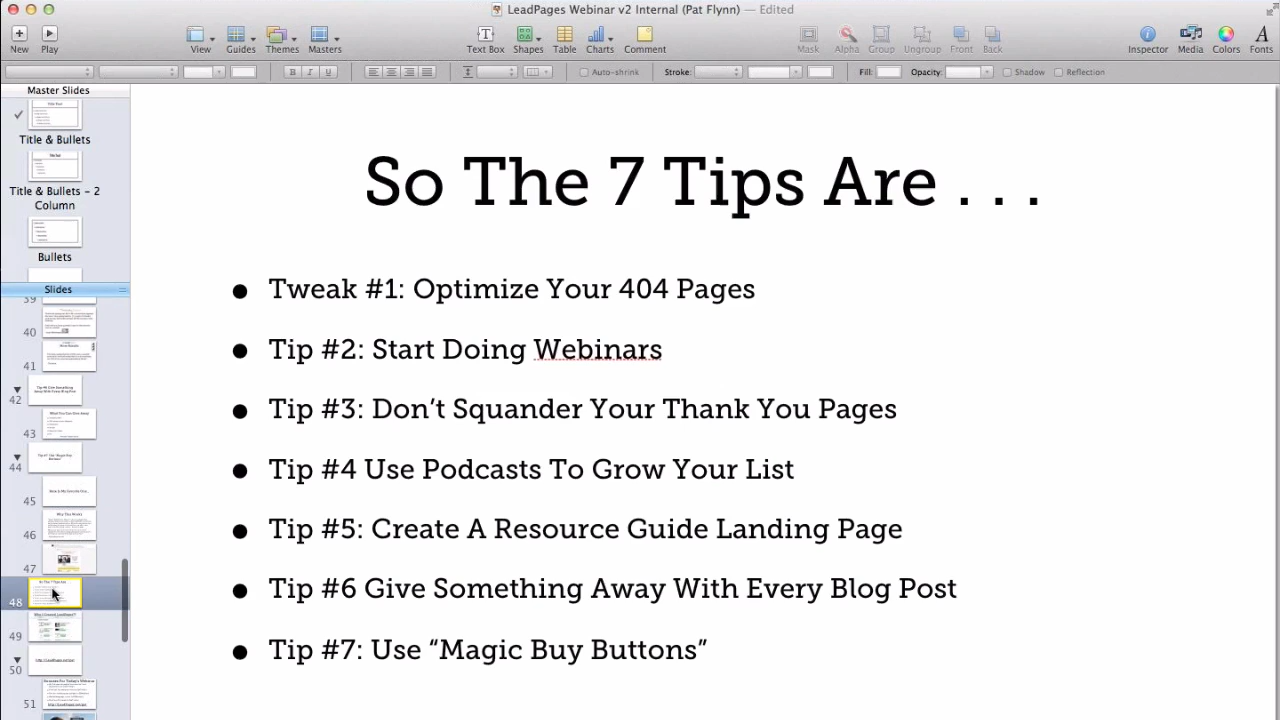 LeadPages Webinar v2 Internal (Pat Flynn) — Edited
New Play View Guides Themes Masters Text Box Shapes Table Charts Comment Mask Alpha Group Ungroup Front Back Inspector Media Colors Fonts
B I U Auto-shrink Stroke: Fill: Opacity: Shadow Reflection
Master Slides
Title & Bullets
Title & Bullets – 2
Column
Bullets
Slides
39
40
41
42
43
44
45
46
47
48
49
50
51
So The 7 Tips Are . . .
• Tweak #1: Optimize Your 404 Pages
• Tip #2: Start Doing Webinars
• Tip #3: Don’t Squander Your Thank You Pages
• Tip #4 Use Podcasts To Grow Your List
• Tip #5: Create A Resource Guide Landing Page
• Tip #6 Give Something Away With Every Blog Post
• Tip #7: Use “Magic Buy Buttons”